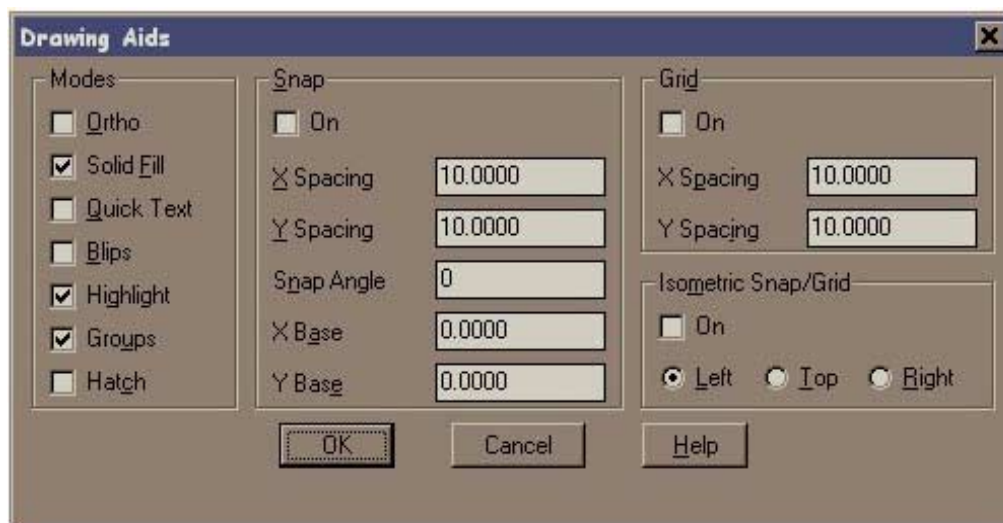 Drawing Aids
Modes
Ortho
Solid Fill
Quick Text
Blips
Highlight
Groups
Hatch
Snap
On
X Spacing 10.0000
Y Spacing 10.0000
Snap Angle 0
X Base 0.0000
Y Base 0.0000
Grid
On
X Spacing 10.0000
Y Spacing 10.0000
Isometric Snap/Grid
On
Left Top Right
OK Cancel Help